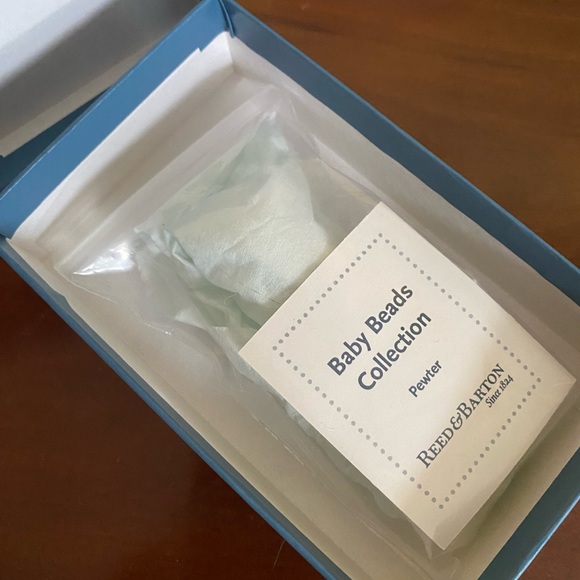 Baby Beads
Collection
Pewter
REED & BARTON
Since 1824